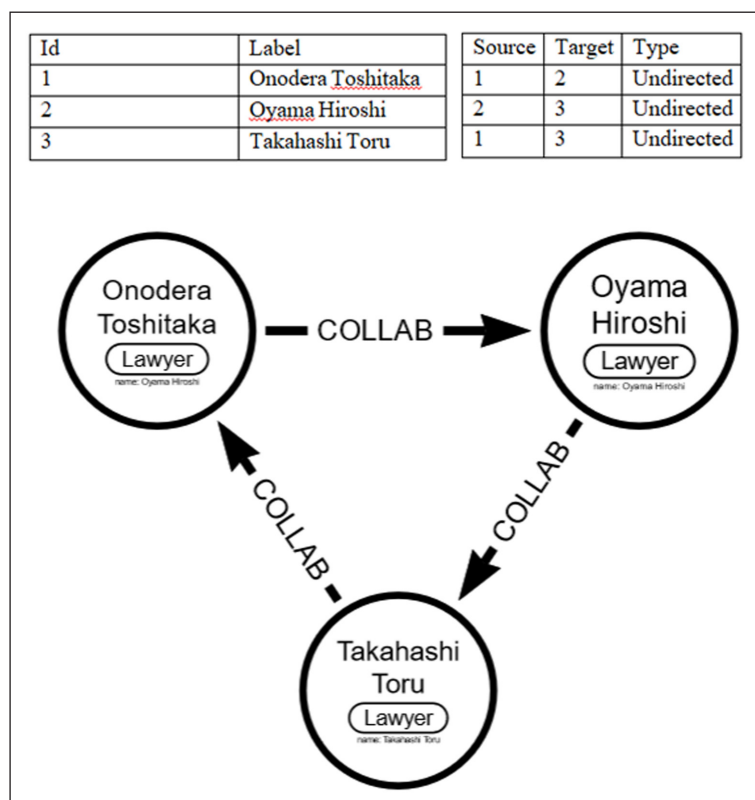 Id Label
1 Onodera Toshitaka
2 Oyama Hiroshi
3 Takahashi Toru
Source Target Type
1 2 Undirected
2 3 Undirected
1 3 Undirected
Onodera
Toshitaka
Lawyer
name: Oyama Hiroshi
COLLAB
Oyama
Hiroshi
Lawyer
name: Oyama Hiroshi
COLLAB
COLLAB
Takahashi
Toru
Lawyer
name: Takahashi Toru